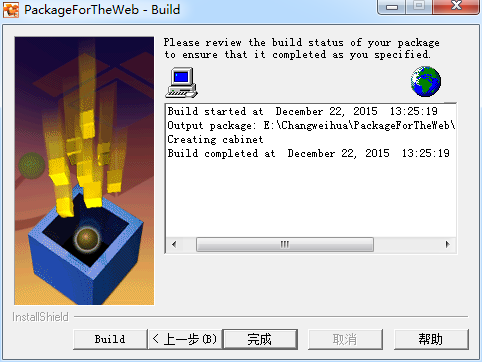 PackageForTheWeb - Build
Please review the build status of your package
to ensure that it completed as you specified.
Build started at  December 22, 2015  13:25:19
Output package: E:\Changweihua\PackageForTheWeb\
Creating cabinet
Build completed at  December 22, 2015  13:25:19
InstallShield
Build
< 上一步(B)
完成
取消
帮助